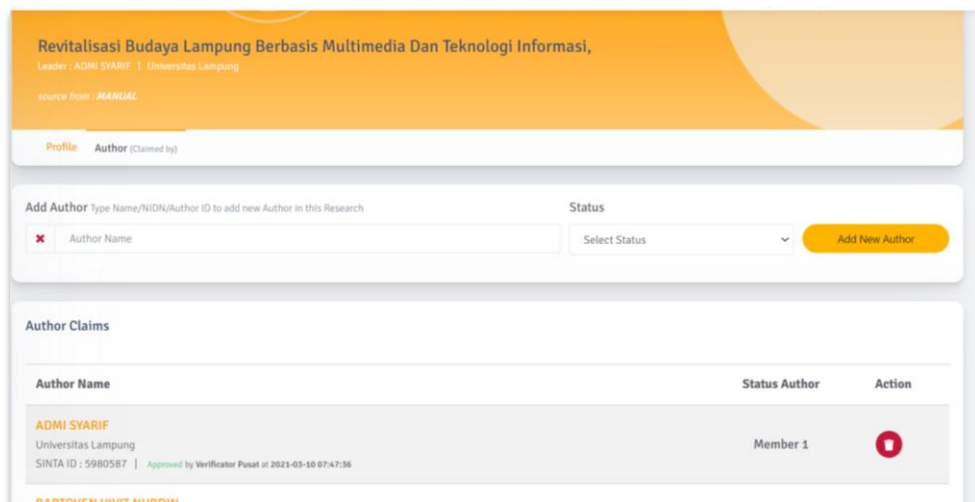 Revitalisasi Budaya Lampung Berbasis Multimedia Dan Teknologi Informasi,
Leader : ADMI SYARIF | Universitas Lampung
source from : MANUAL
Profile Author (Claimed by)
Add Author Type Name/NIDN/Author ID to add new Author in this Research Status
Author Name Select Status Add New Author
Author Claims
Author Name Status Author Action
ADMI SYARIF
Universitas Lampung Member 1
SINTA ID : 5980587 | Approved by Verificator Pusat at 2021-03-10 07:47:36